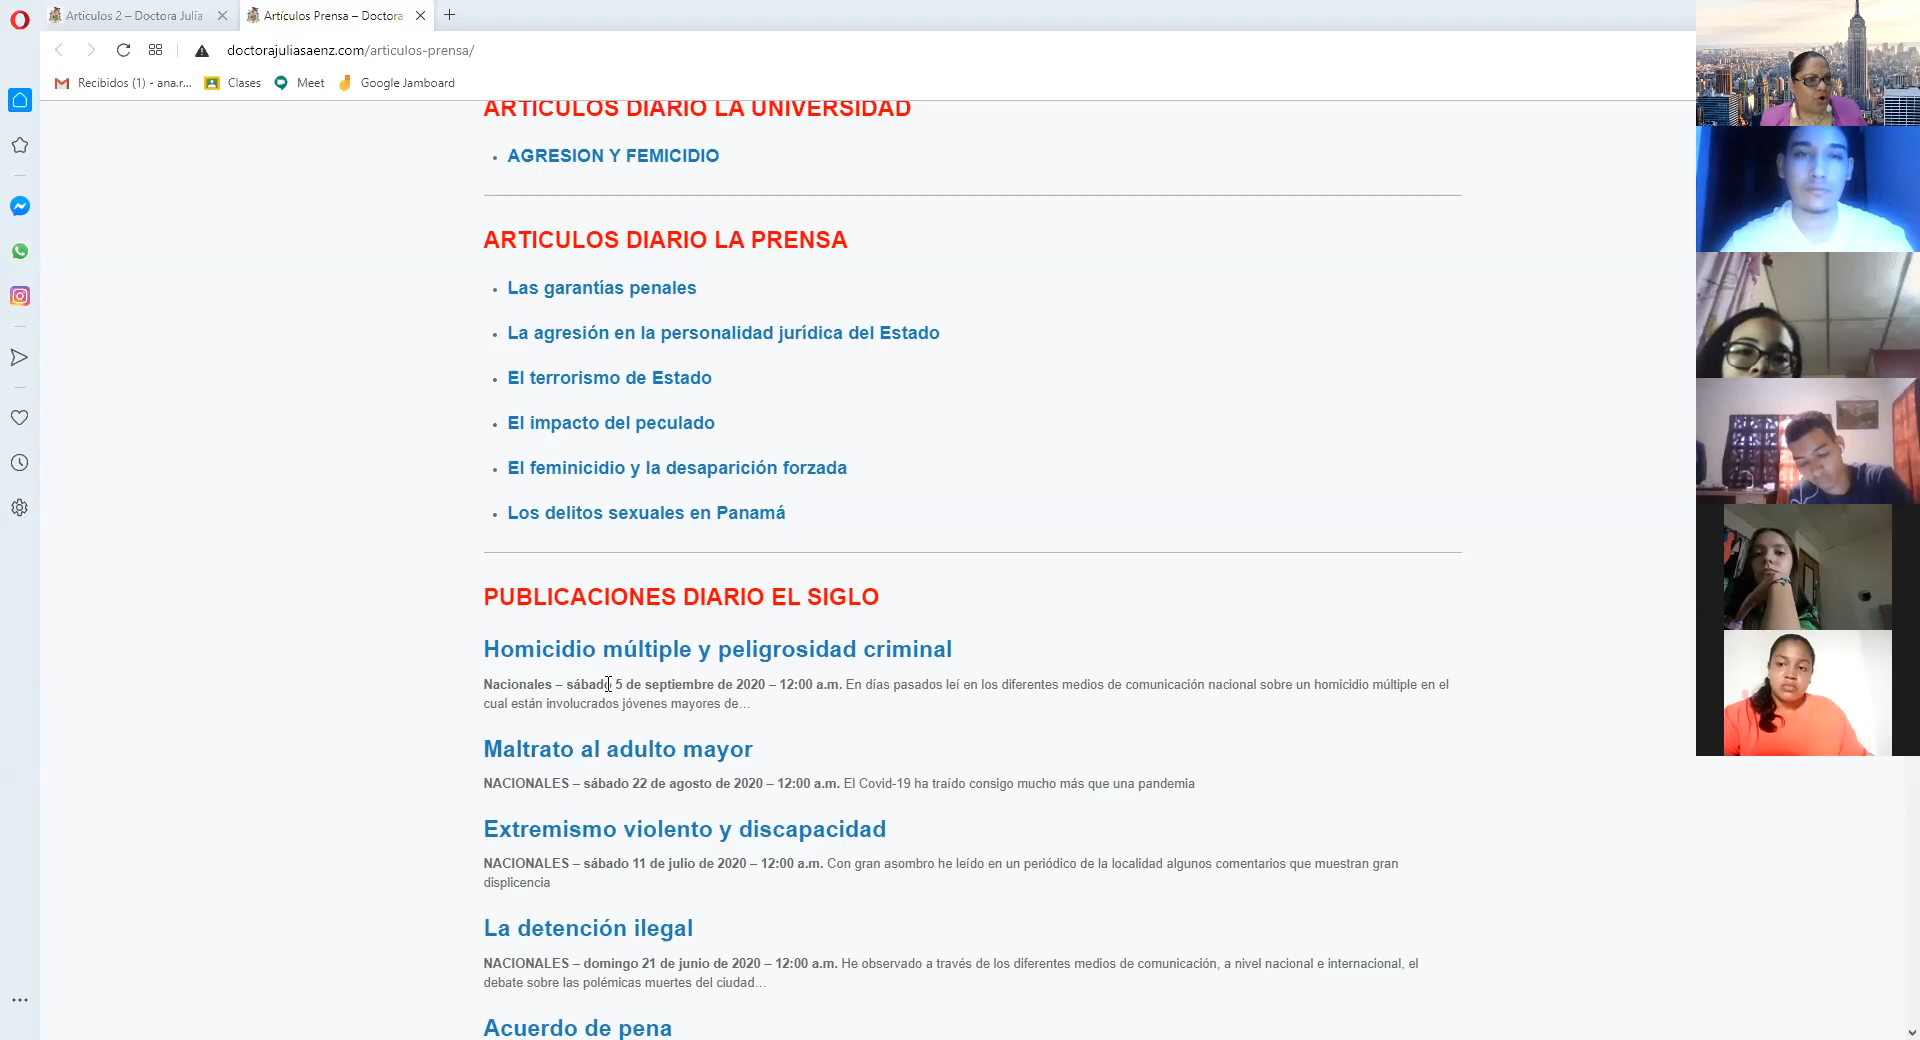 Articulos 2 – Doctora Julia
Artículos Prensa – Doctora
doctorajuliasaenz.com/articulos-prensa/
Recibidos (1) - ana.r...
Clases
Meet
Google Jamboard
ARTICULOS DIARIO LA UNIVERSIDAD
AGRESION Y FEMICIDIO
ARTICULOS DIARIO LA PRENSA
Las garantías penales
La agresión en la personalidad jurídica del Estado
El terrorismo de Estado
El impacto del peculado
El feminicidio y la desaparición forzada
Los delitos sexuales en Panamá
PUBLICACIONES DIARIO EL SIGLO
Homicidio múltiple y peligrosidad criminal
Nacionales – sábado 5 de septiembre de 2020 – 12:00 a.m. En días pasados leí en los diferentes medios de comunicación nacional sobre un homicidio múltiple en el
cual están involucrados jóvenes mayores de…
Maltrato al adulto mayor
NACIONALES – sábado 22 de agosto de 2020 – 12:00 a.m. El Covid-19 ha traído consigo mucho más que una pandemia
Extremismo violento y discapacidad
NACIONALES – sábado 11 de julio de 2020 – 12:00 a.m. Con gran asombro he leído en un periódico de la localidad algunos comentarios que muestran gran
displicencia
La detención ilegal
NACIONALES – domingo 21 de junio de 2020 – 12:00 a.m. He observado a través de los diferentes medios de comunicación, a nivel nacional e internacional, el
debate sobre las polémicas muertes del ciudad…
Acuerdo de pena